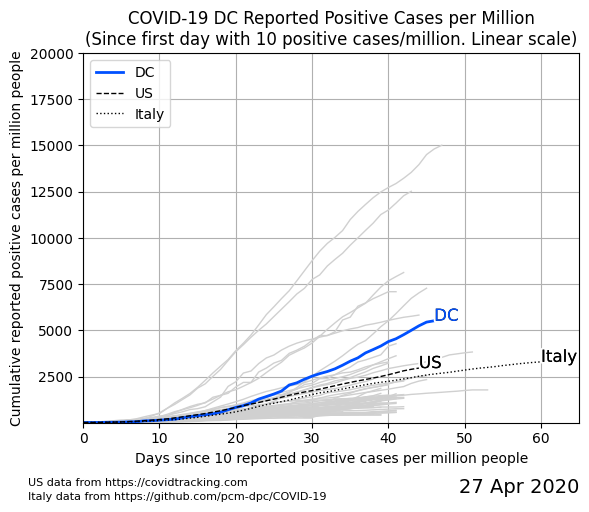 COVID-19 DC Reported Positive Cases per Million
(Since first day with 10 positive cases/million. Linear scale)
Cumulative reported positive cases per million people
20000
17500
15000
12500
10000
7500
5000
2500
DC
US
Italy
DC
US
Italy
0
10
20
30
40
50
60
Days since 10 reported positive cases per million people
US data from https://covidtracking.com
Italy data from https://github.com/pcm-dpc/COVID-19
27 Apr 2020